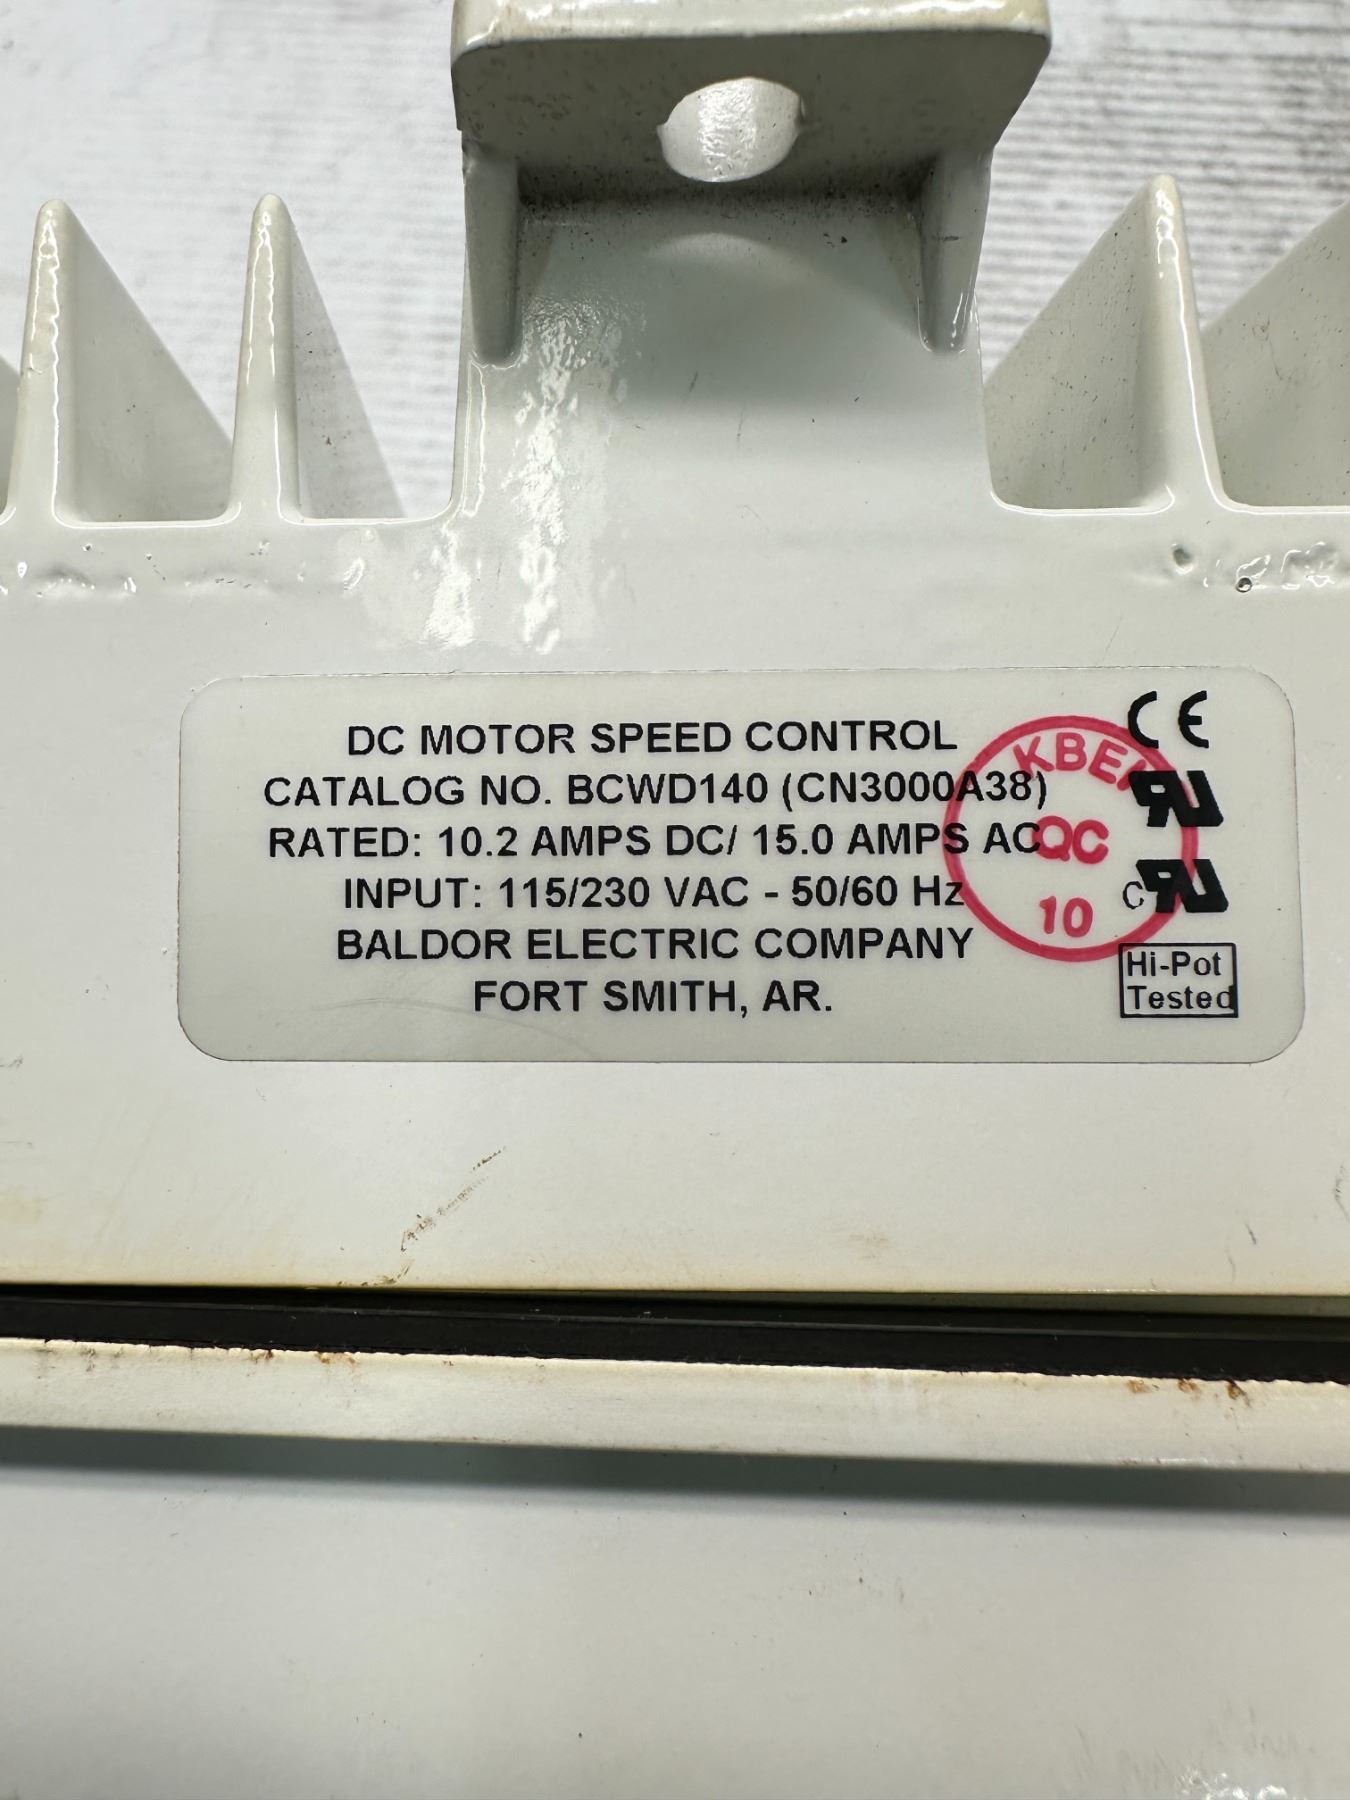 DC MOTOR SPEED CONTROL
CATALOG NO. BCWD140 (CN3000A38)
RATED: 10.2 AMPS DC/ 15.0 AMPS AC
INPUT: 115/230 VAC - 50/60 Hz
BALDOR ELECTRIC COMPANY
FORT SMITH, AR.
CE
QC
10
C
Hi-Pot
Tested